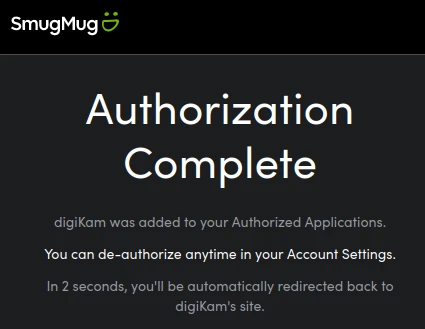 SmugMug
Authorization
Complete
digiKam was added to your Authorized Applications.
You can de-authorize anytime in your Account Settings.
In 2 seconds, you'll be automatically redirected back to
digiKam's site.